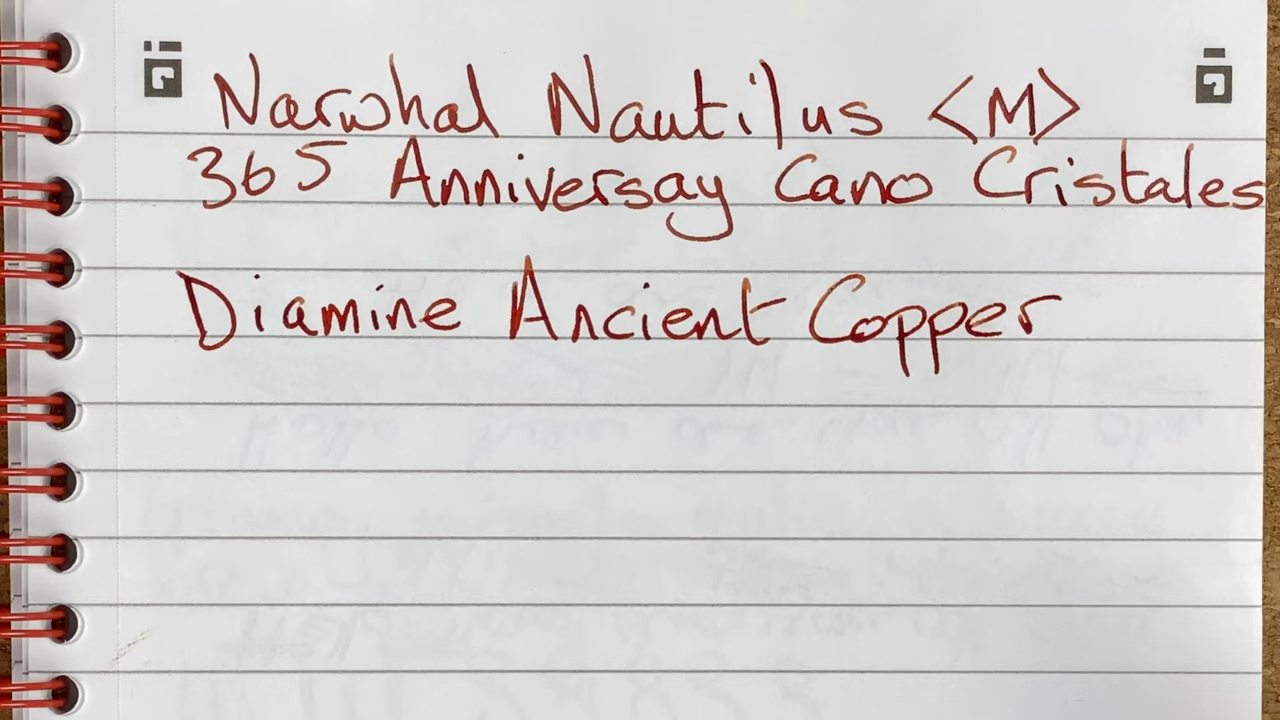 Narwhal Nautilus <M>
365 Anniversay Cano Cristales
Diamine Ancient Copper